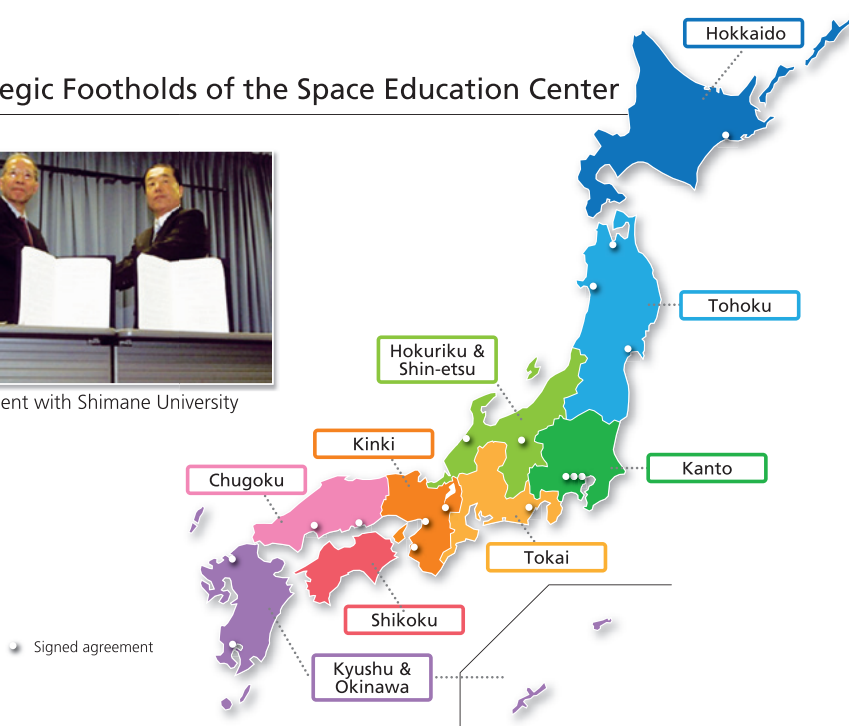 Hokkaido
egic Footholds of the Space Education Center
Tohoku
Hokuriku &
Shin-etsu
ent with Shimane University
Kinki
Kanto
Chugoku
Tokai
Shikoku
Signed agreement
Kyushu &
Okinawa